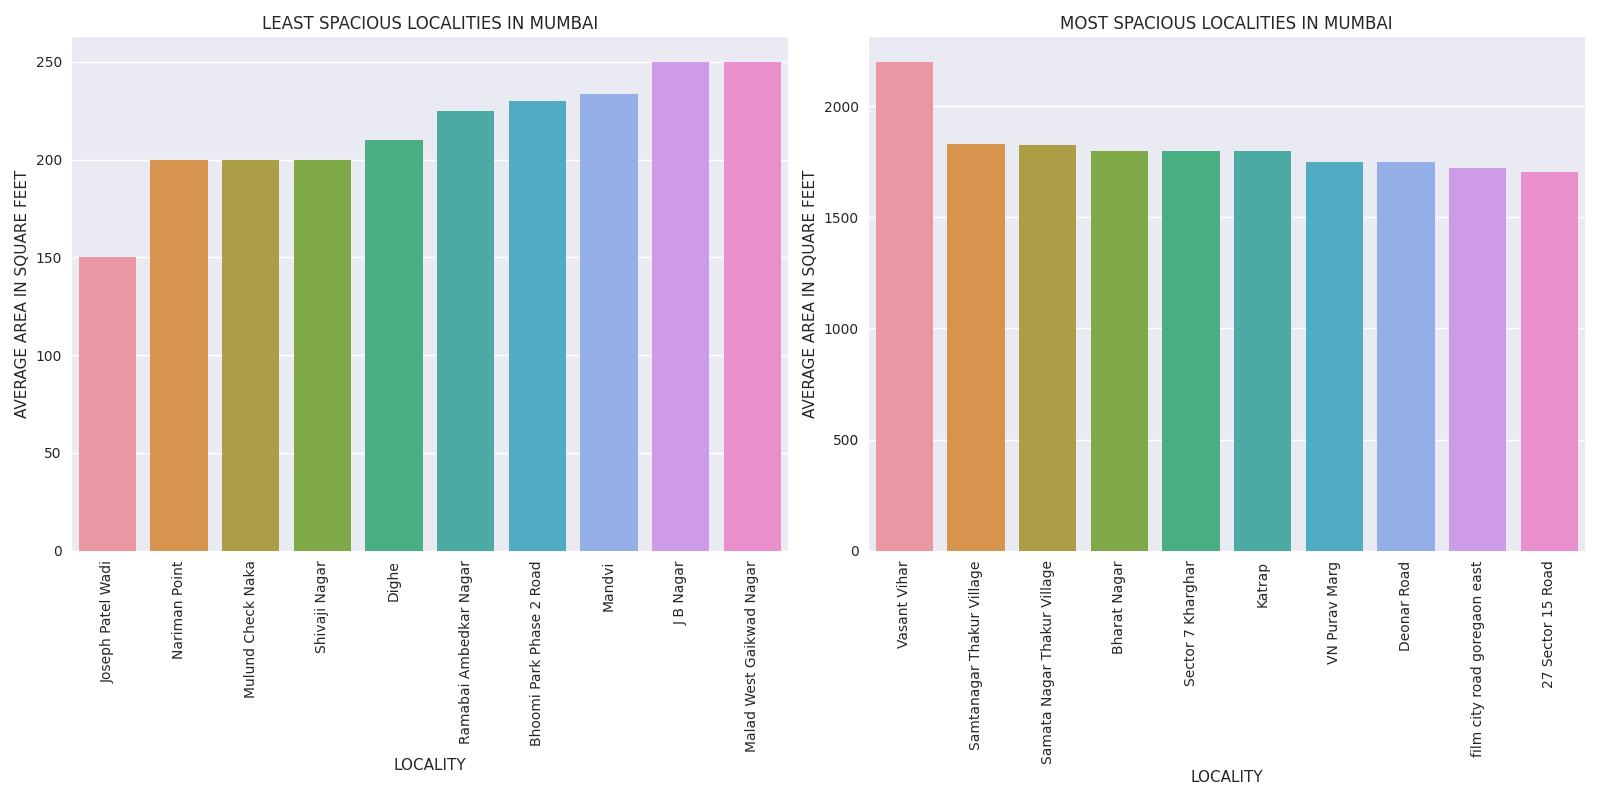 LEAST SPACIOUS LOCALITIES IN MUMBAI
AVERAGE AREA IN SQUARE FEET
250
200
150
100
50
0
Joseph Patel Wadi
Nariman Point
Mulund Check Naka
Shivaji Nagar
Dighe
Ramabai Ambedkar Nagar
Bhoomi Park Phase 2 Road
Mandvi
J B Nagar
Malad West Gaikwad Nagar
LOCALITY
MOST SPACIOUS LOCALITIES IN MUMBAI
AVERAGE AREA IN SQUARE FEET
2000
1500
1000
500
0
Vasant Vihar
Samtanagar Thakur Village
Samata Nagar Thakur Village
Bharat Nagar
Sector 7 Kharghar
Katrap
VN Purav Marg
Deonar Road
film city road goregaon east
27 Sector 15 Road
LOCALITY